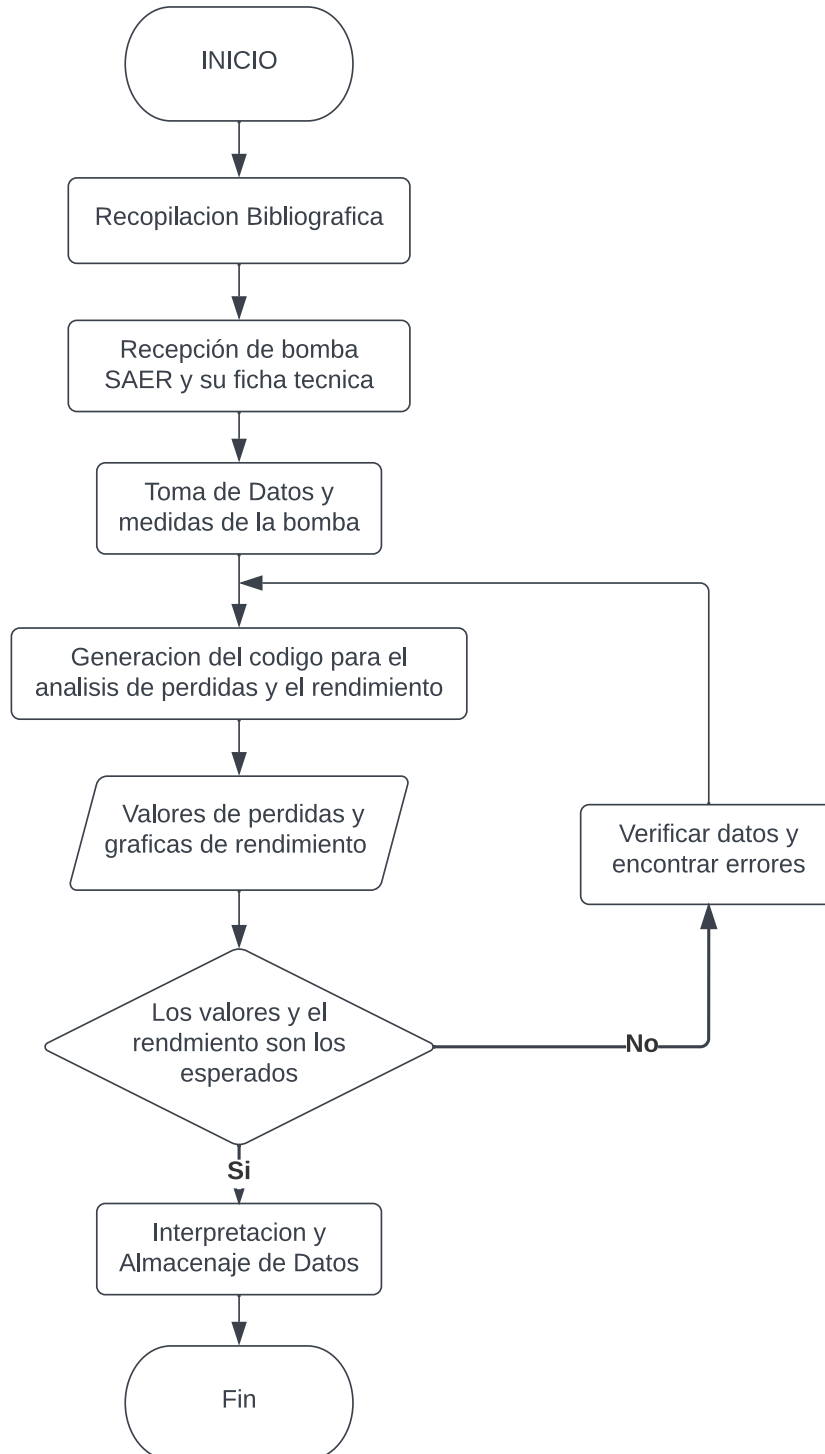 INICIO
Recopilacion Bibliografica
Recepción de bomba
SAER y su ficha tecnica
Toma de Datos y
medidas de la bomba
Generacion del codigo para el
analisis de perdidas y el rendimiento
Valores de perdidas y
graficas de rendimiento
Verificar datos y
encontrar errores
Los valores y el
rendmiento son los
esperados
No
Si
Interpretacion y
Almacenaje de Datos
Fin